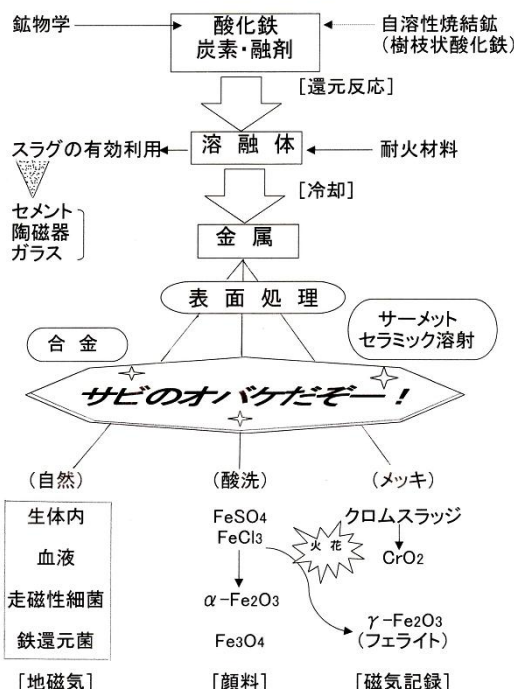 鉱物学
酸化鉄
炭素・融剤
自溶性焼結鉱
(樹枝状酸化鉄)
[還元反応]
スラグの有効利用
溶融体
耐火材料
[冷却]
セメント
陶磁器
ガラス
金属
表面処理
合金
サーメット
セラミック溶射
サビのオバケだぞー！
(自然)
(酸洗)
(メッキ)
生体内
血液
走磁性細菌
鉄還元菌
[地磁気]
FeSO4
FeCl3
α-Fe2O3
Fe3O4
[顔料]
クロムスラッジ
火花
CrO2
γ-Fe2O3
(フェライト)
[磁気記録]